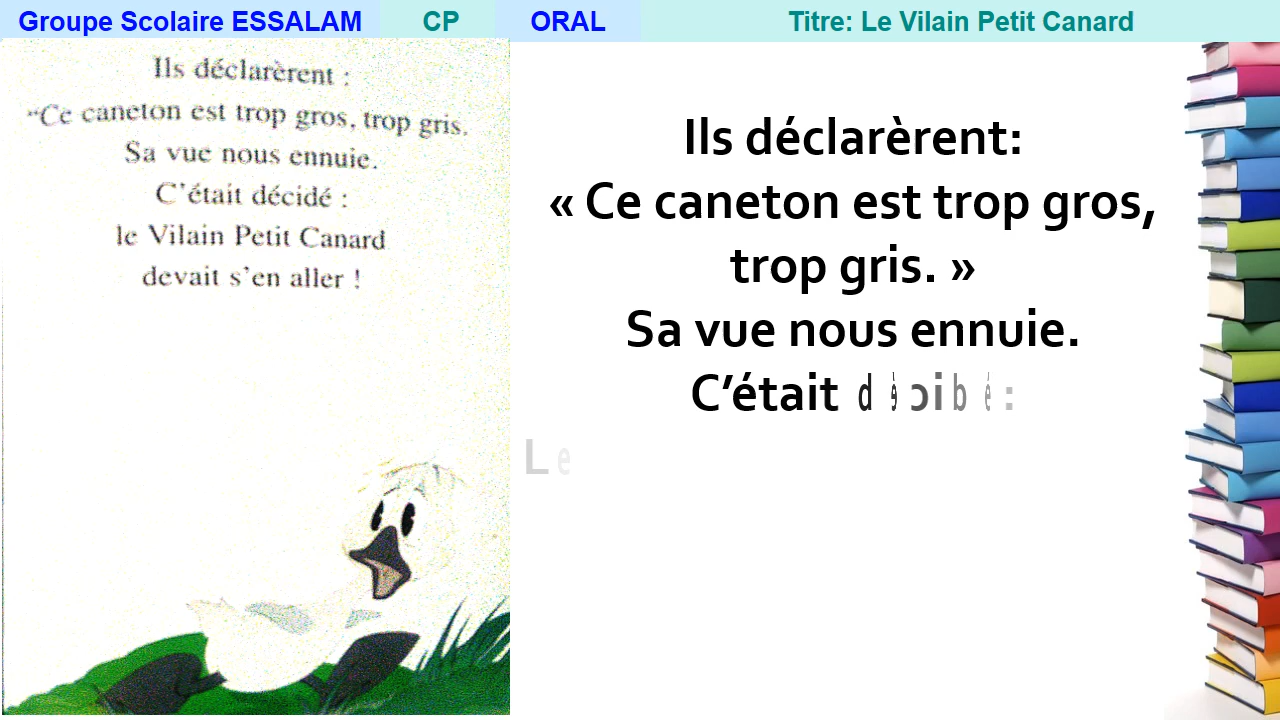 Groupe Scolaire ESSALAM CP ORAL Titre: Le Vilain Petit Canard
Ils déclarèrent :
“Ce caneton est trop gros, trop gris.
Sa vue nous ennuie.
C'était décidé :
le Vilain Petit Canard
devait s'en aller !
Ils déclarèrent:
« Ce caneton est trop gros,
trop gris. »
Sa vue nous ennuie.
C’était
Le